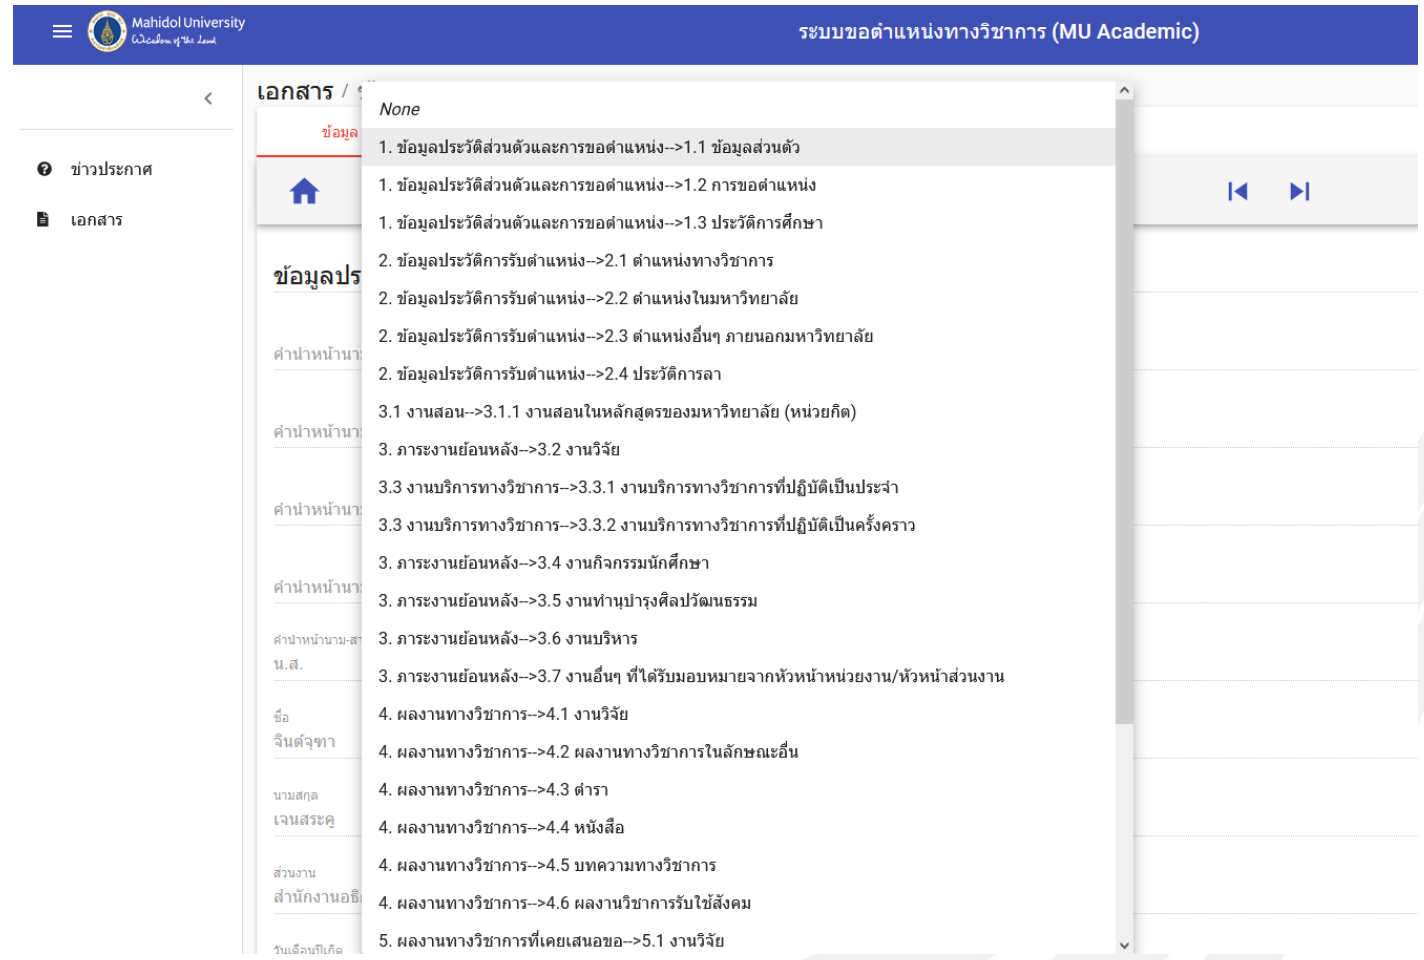 Mahidol University
Wisdom of the Land
ระบบขอตำแหน่งทางวิชาการ (MU Academic)
ข่าวประกาศ
เอกสาร
เอกสาร /
ข้อมูล
None
1. ข้อมูลประวัติส่วนตัวและการขอตำแหน่ง-->1.1 ข้อมูลส่วนตัว
1. ข้อมูลประวัติส่วนตัวและการขอตำแหน่ง-->1.2 การขอตำแหน่ง
1. ข้อมูลประวัติส่วนตัวและการขอตำแหน่ง-->1.3 ประวัติการศึกษา
2. ข้อมูลประวัติการรับตำแหน่ง-->2.1 ตำแหน่งทางวิชาการ
2. ข้อมูลประวัติการรับตำแหน่ง-->2.2 ตำแหน่งในมหาวิทยาลัย
2. ข้อมูลประวัติการรับตำแหน่ง-->2.3 ตำแหน่งอื่นๆ ภายนอกมหาวิทยาลัย
2. ข้อมูลประวัติการรับตำแหน่ง-->2.4 ประวัติการลา
3.1 งานสอน-->3.1.1 งานสอนในหลักสูตรของมหาวิทยาลัย (หน่วยกิต)
3. ภาระงานย้อนหลัง-->3.2 งานวิจัย
3.3 งานบริการทางวิชาการ-->3.3.1 งานบริการทางวิชาการที่ปฏิบัติเป็นประจำ
3.3 งานบริการทางวิชาการ-->3.3.2 งานบริการทางวิชาการที่ปฏิบัติเป็นครั้งคราว
3. ภาระงานย้อนหลัง-->3.4 งานกิจกรรมนักศึกษา
3. ภาระงานย้อนหลัง-->3.5 งานทำนุบำรุงศิลปวัฒนธรรม
3. ภาระงานย้อนหลัง-->3.6 งานบริหาร
3. ภาระงานย้อนหลัง-->3.7 งานอื่นๆ ที่ได้รับมอบหมายจากหัวหน้าหน่วยงาน/หัวหน้าส่วนงาน
4. ผลงานทางวิชาการ-->4.1 งานวิจัย
4. ผลงานทางวิชาการ-->4.2 ผลงานทางวิชาการในลักษณะอื่น
4. ผลงานทางวิชาการ-->4.3 ตำรา
4. ผลงานทางวิชาการ-->4.4 หนังสือ
4. ผลงานทางวิชาการ-->4.5 บทความทางวิชาการ
4. ผลงานทางวิชาการ-->4.6 ผลงานวิชาการรับใช้สังคม
5. ผลงานทางวิชาการที่เคยเสนอขอ-->5.1 งานวิจัย
ข้อมูลปร
คำนำหน้านา
คำนำหน้านา
คำนำหน้านา
คำนำหน้านา
คำนำหน้านาม-ส
น.ส.
ชื่อ
จินต์จุฑา
นามสกุล
เจนสระคู
ส่วนงาน
สำนักงานอธิ
วันเดือนปีเกิด